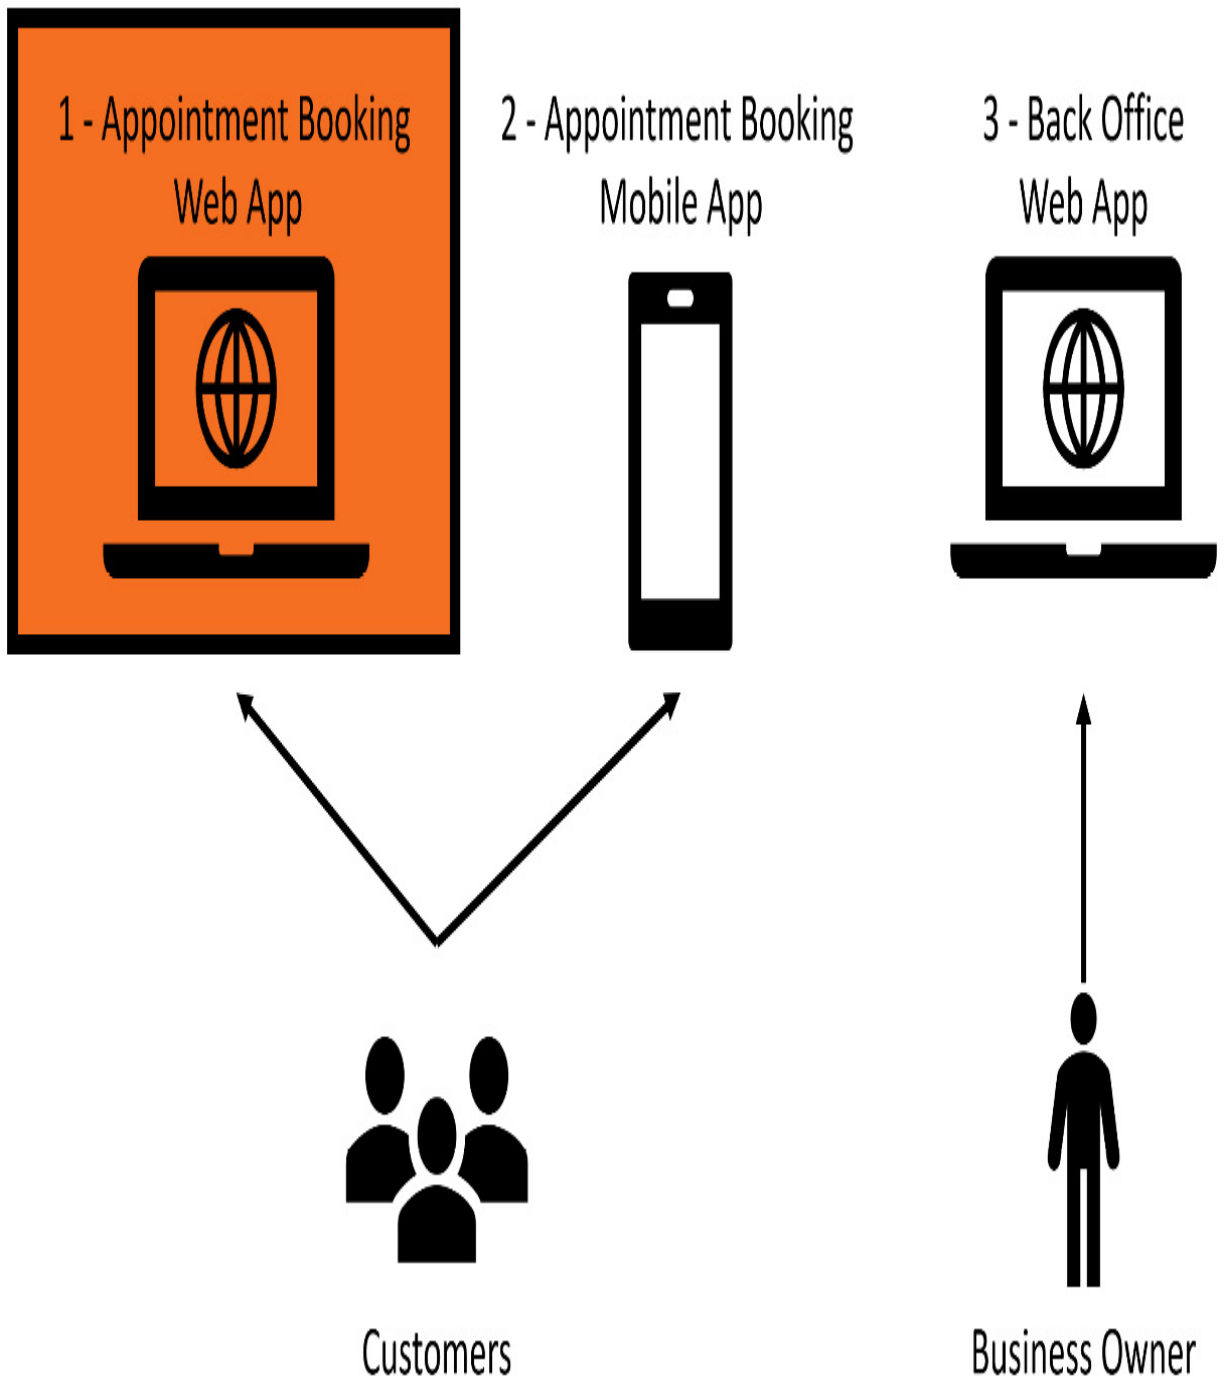 1 - Appointment Booking
Web App
2 - Appointment Booking
Mobile App
3 - Back Office
Web App
Customers
Business Owner